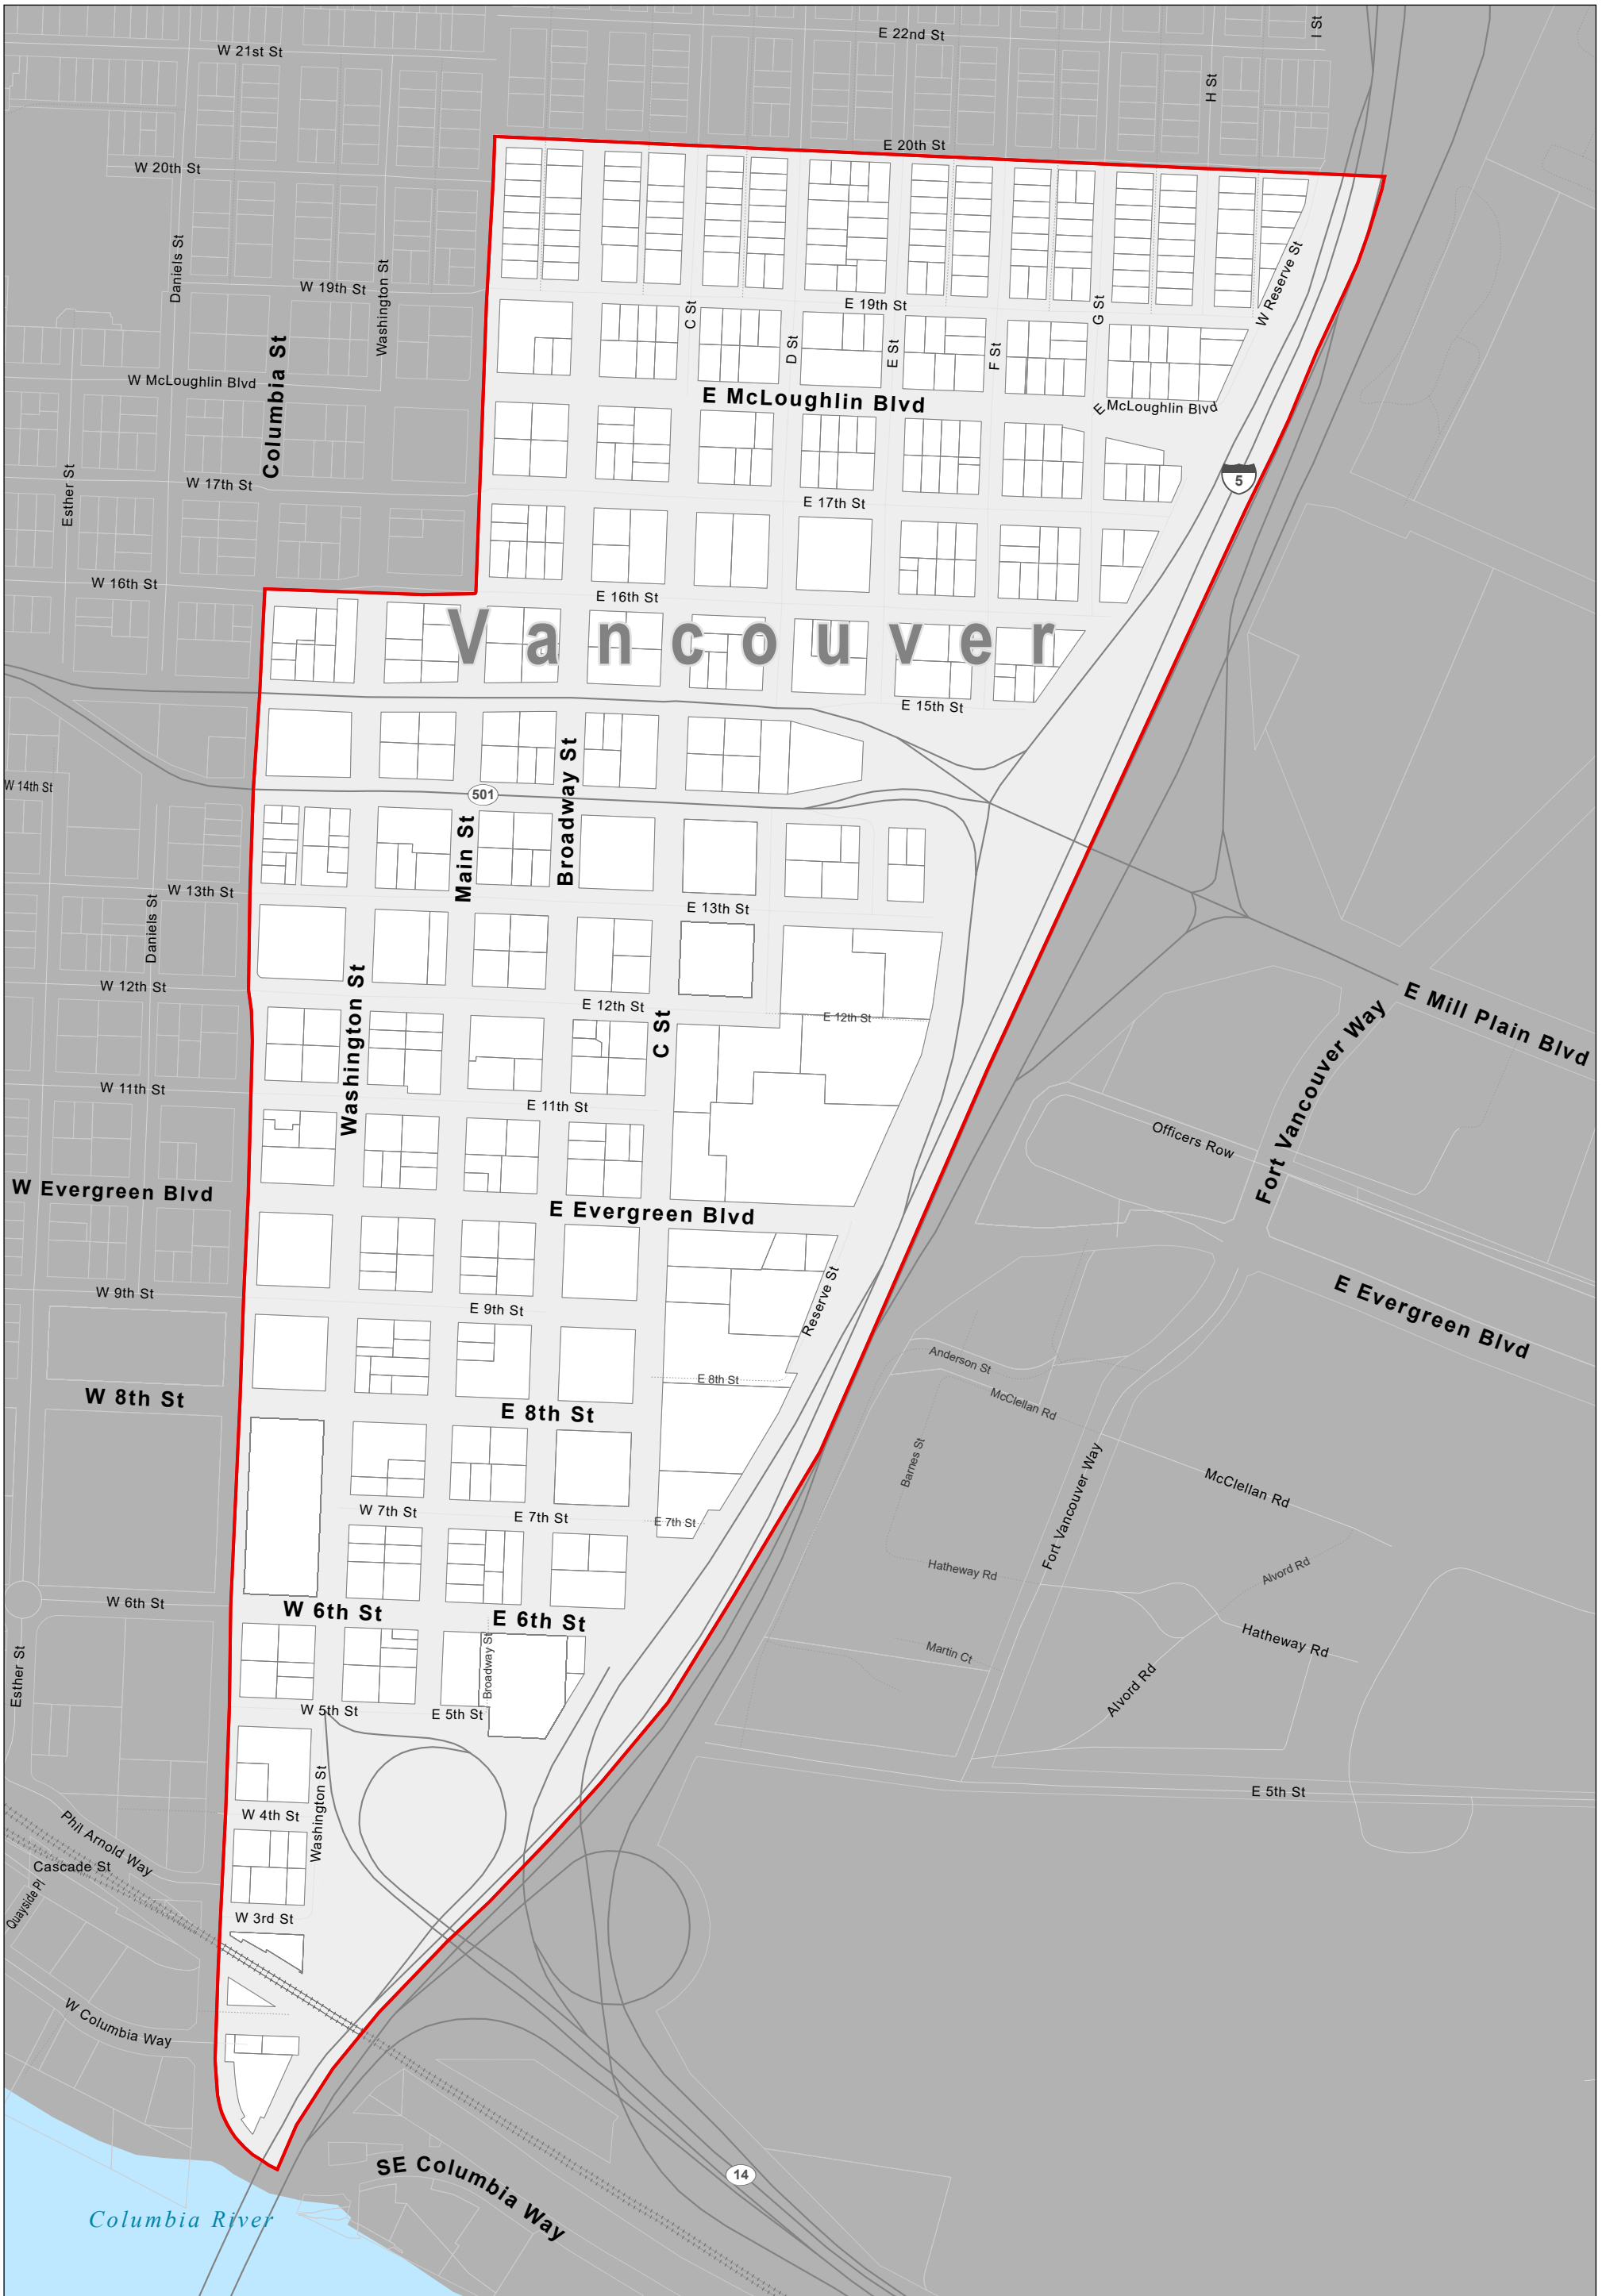 I St
E 22nd St
W 21st St
H St
E 20th St
W 20th St
Daniels St
Washington St
W Reserve St
W 19th St
E 19th St
C St
G St
D St
E St
F St
Columbia St
W McLoughlin Blvd
E McLoughlin Blvd
E McLoughlin Blvd
Esther St
W 17th St
5
E 17th St
W 16th St
E 16th St
Vancouver
E 15th St
Broadway St
W 14th St
501
Main St
W 13th St
E 13th St
Daniels St
W 12th St
E 12th St
E 12th St
Washington St
C St
E Mill Plain Blvd
Fort Vancouver Way
W 11th St
E 11th St
Officers Row
W Evergreen Blvd
E Evergreen Blvd
Reserve St
W 9th St
E 9th St
E Evergreen Blvd
Anderson St
E 8th St
W 8th St
McClellan Rd
E 8th St
Barnes St
McClellan Rd
Fort Vancouver Way
W 7th St
E 7th St
E 7th St
Hatheway Rd
Alvord Rd
W 6th St
W 6th St
E 6th St
Broadway St
Martin Ct
Hatheway Rd
Esther St
Alvord Rd
W 5th St
E 5th St
E 5th St
Washington St
W 4th St
Phil Arnold Way
Cascade St
Quayside Pl
W 3rd St
W Columbia Way
SE Columbia Way
14
Columbia River